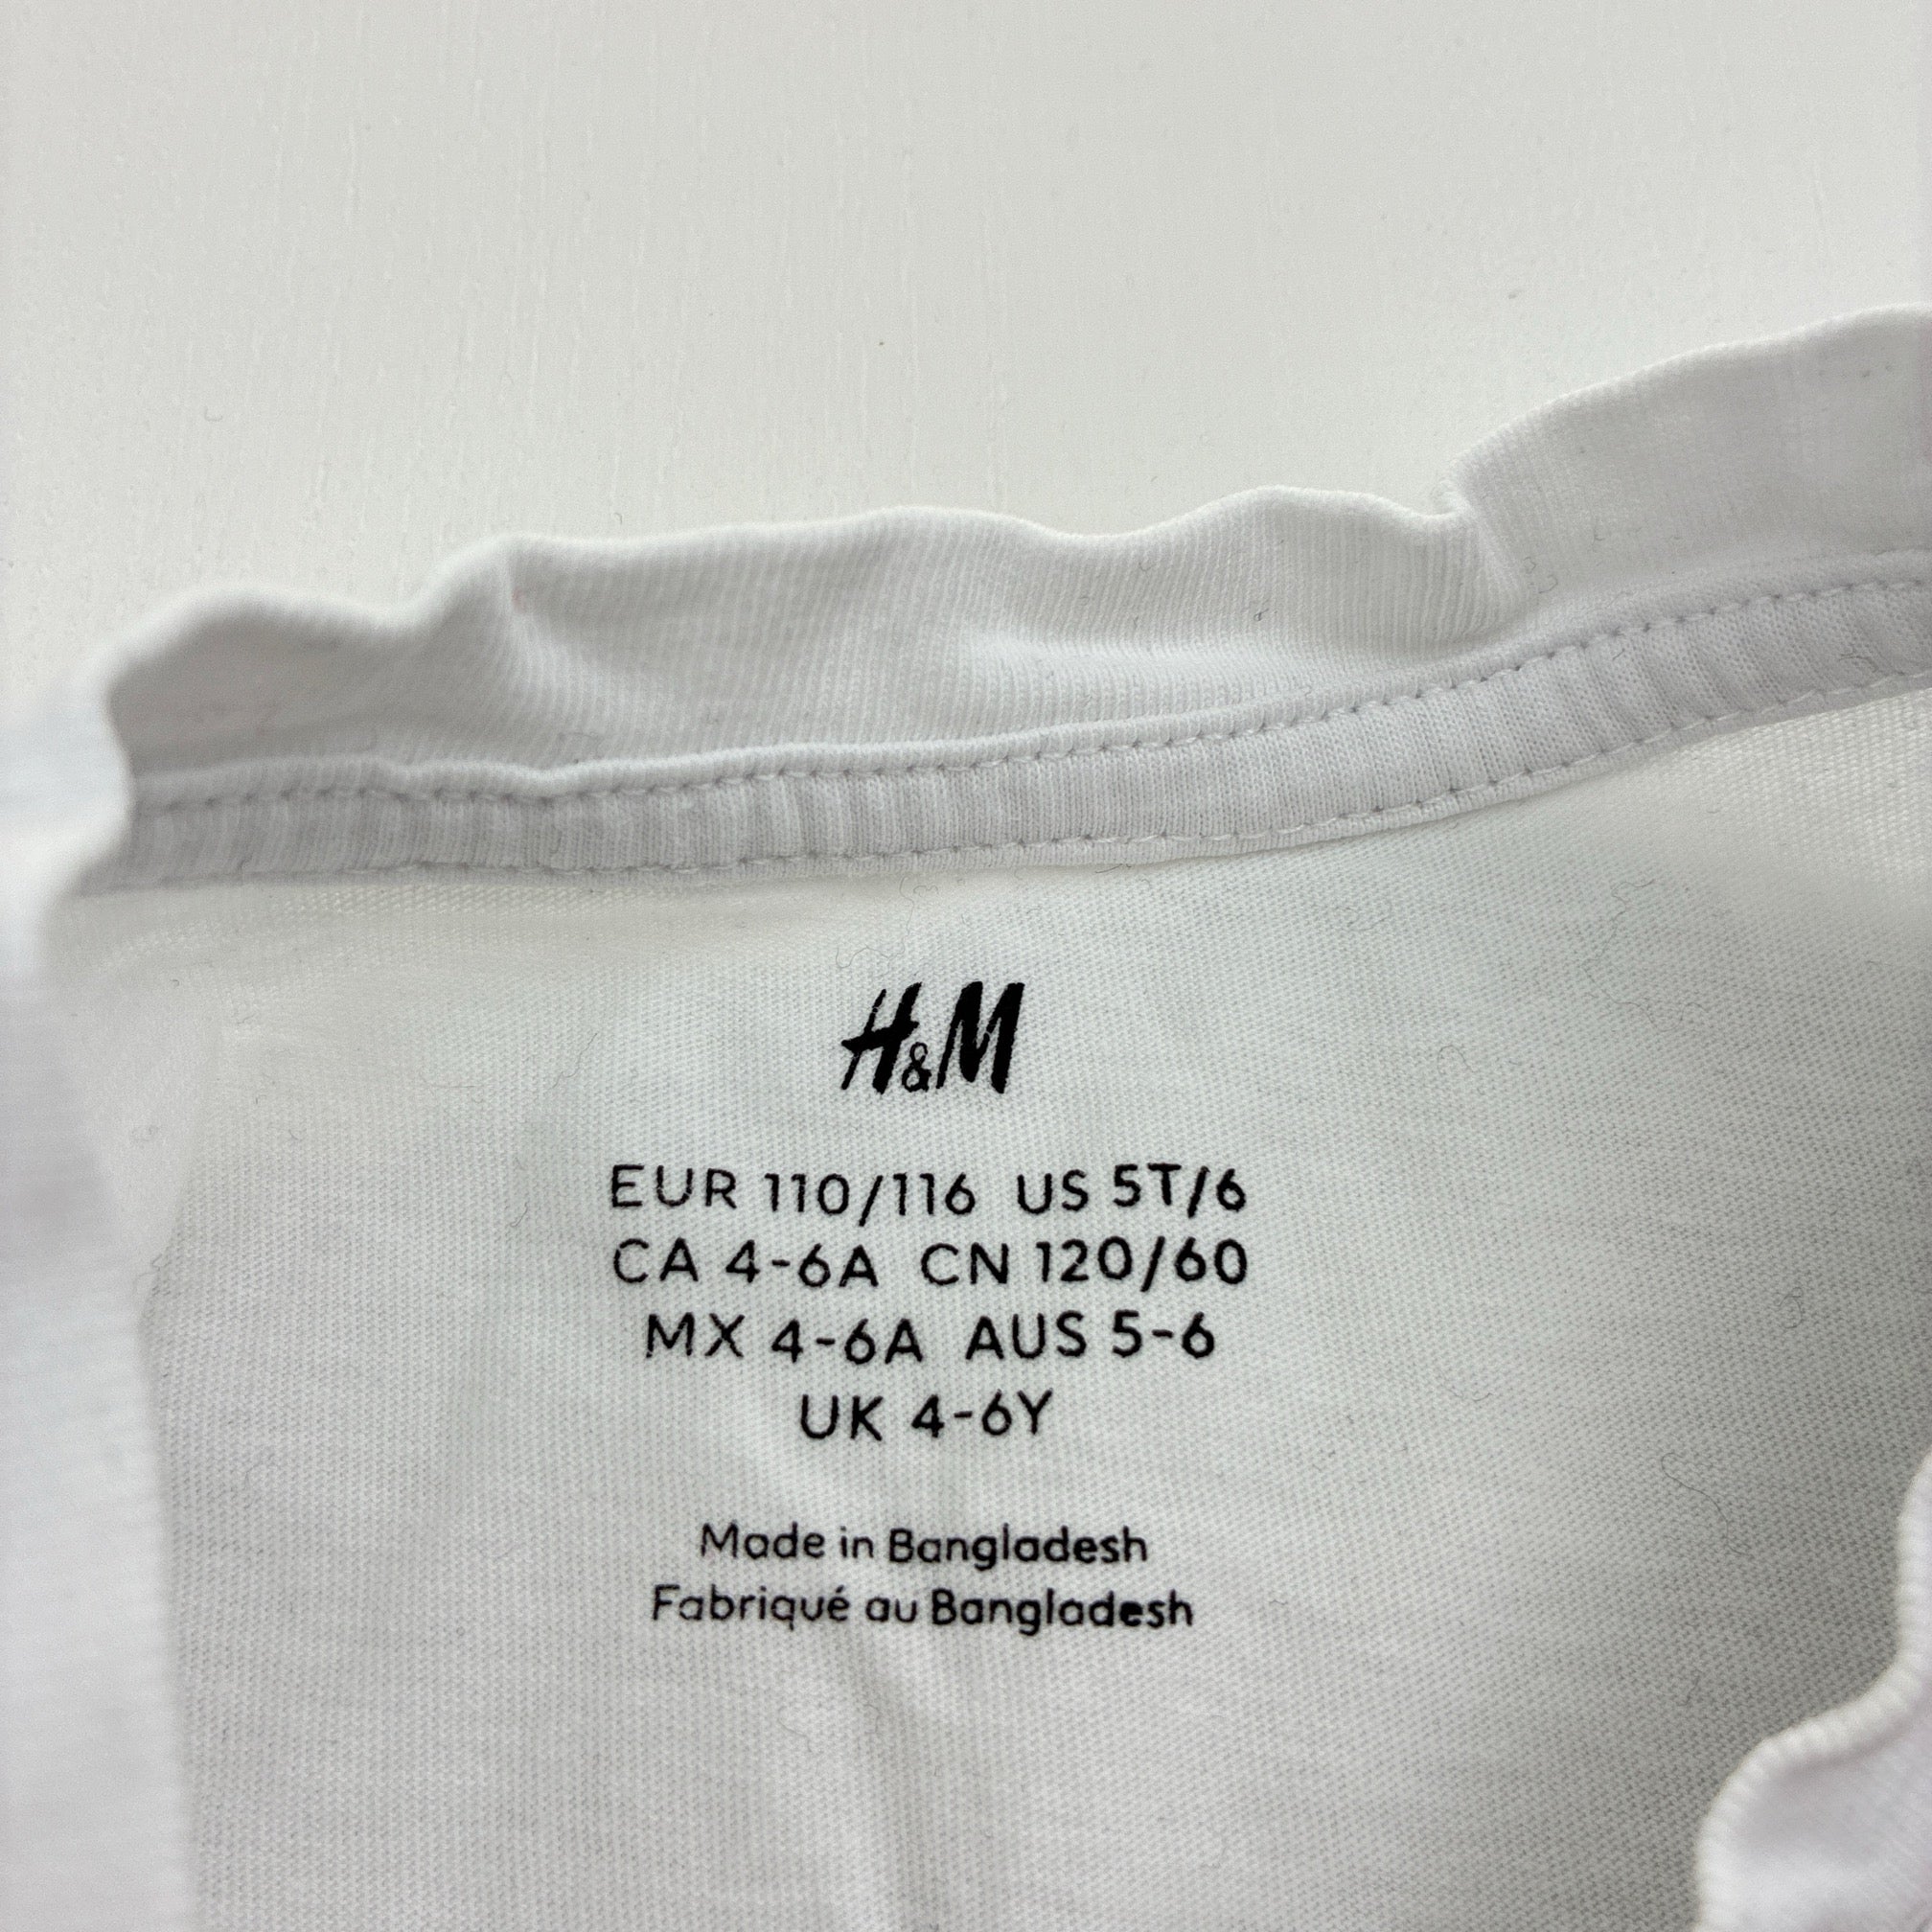 H&M
EUR 110/116 US 5T/6
CA 4-6A CN 120/60
MX 4-6A AUS 5-6
UK 4-6Y
Made in Bangladesh
Fabriqué au Bangladesh